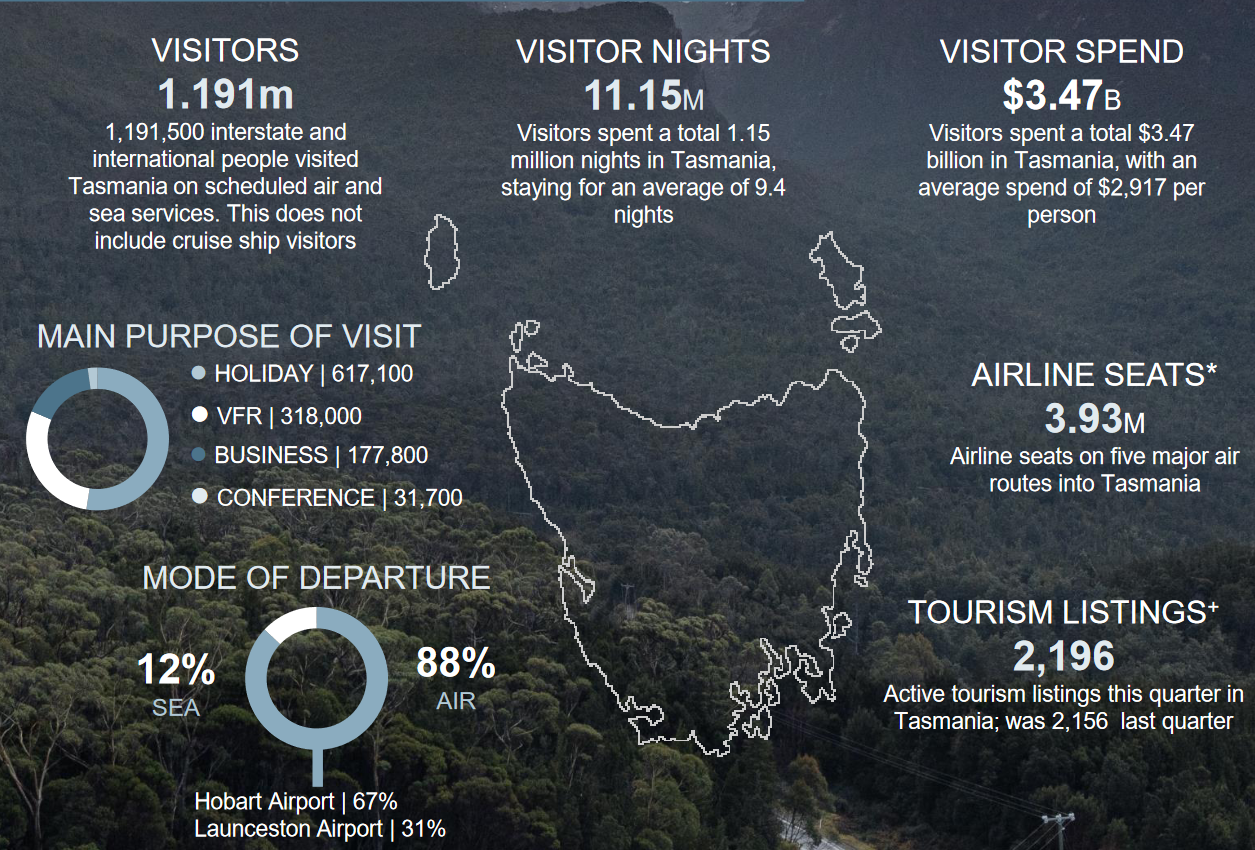 VISITORS
1.191m
1,191,500 interstate and
international people visited
Tasmania on scheduled air and
sea services. This does not
include cruise ship visitors
VISITOR NIGHTS
11.15M
Visitors spent a total 1.15
million nights in Tasmania,
staying for an average of 9.4
nights
VISITOR SPEND
$3.47B
Visitors spent a total $3.47
billion in Tasmania, with an
average spend of $2,917 per
person
MAIN PURPOSE OF VISIT
HOLIDAY | 617,100
VFR | 318,000
BUSINESS | 177,800
CONFERENCE | 31,700
AIRLINE SEATS*
3.93M
Airline seats on five major air
routes into Tasmania
MODE OF DEPARTURE
12%
SEA
88%
AIR
Hobart Airport | 67%
Launceston Airport | 31%
TOURISM LISTINGS+
2,196
Active tourism listings this quarter in
Tasmania; was 2,156 last quarter